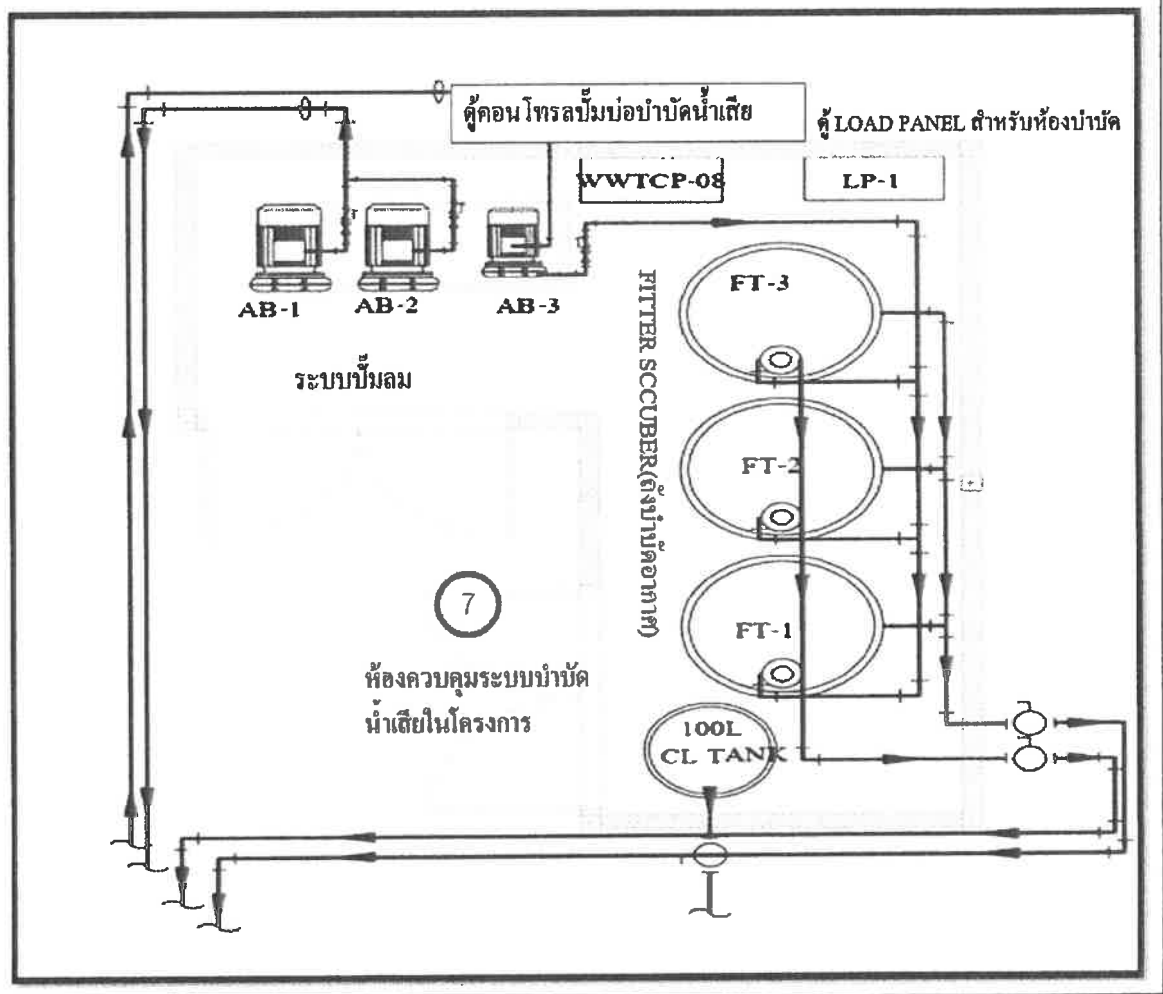 ตู้คอนโทรลปั๊มบ่อบำบัดน้ำเสีย
ตู้ LOAD PANEL สำหรับห้องบำบัด
WWTCP-08
LP-1
AB-1
AB-2
AB-3
ระบบปั๊มลม
FITTER SCCUBER(ถังบำบัดอากาศ)
FT-3
FT-2
FT-1
7
ห้องควบคุมระบบบำบัด
น้ำเสียในโครงการ
100L
CL TANK